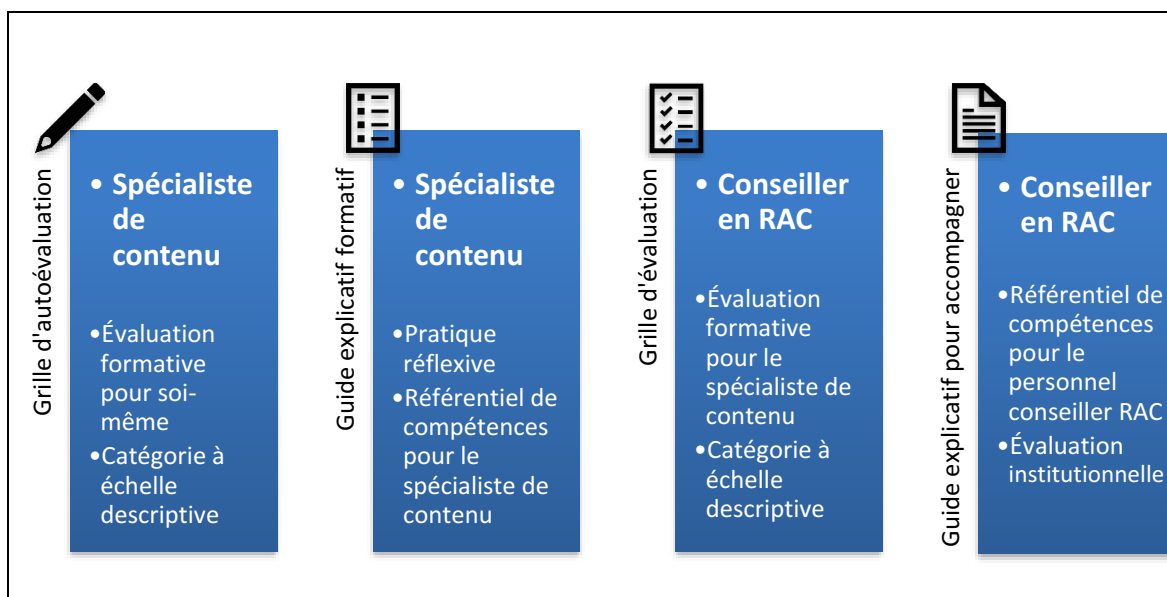 Grille d'autoévaluation
• Spécialiste
de
contenu
•Évaluation
formative
pour soi-
même
•Catégorie à
échelle
descriptive
Guide explicatif formatif
• Spécialiste
de
contenu
•Pratique
réflexive
•Référentiel de
compétences
pour le
spécialiste de
contenu
Grille d'évaluation
• Conseiller
en RAC
•Évaluation
formative
pour le
spécialiste de
contenu
•Catégorie à
échelle
descriptive
Guide explicatif pour accompagner
• Conseiller
en RAC
•Référentiel de
compétences
pour le
personnel
conseiller RAC
•Évaluation
institutionnelle